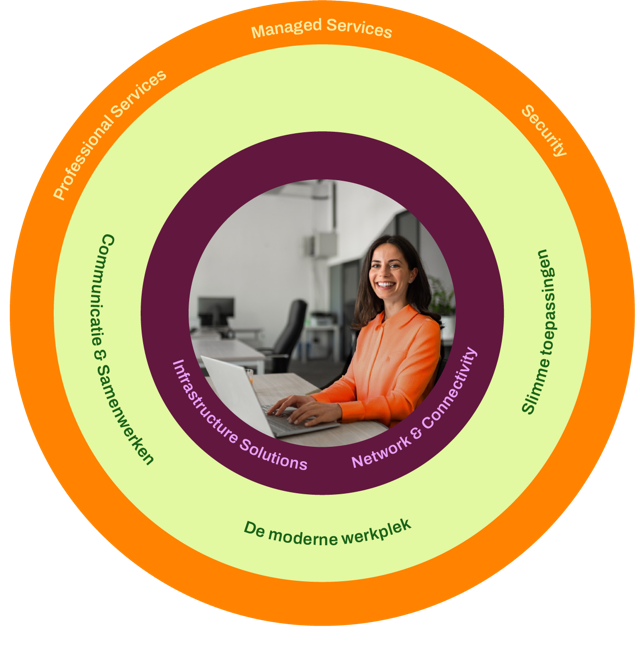 Managed Services
Professional Services
Security
Communicatie & Samenwerken
Slimme toepassingen
De moderne werkplek
Infrastructure Solutions
Network & Connectivity